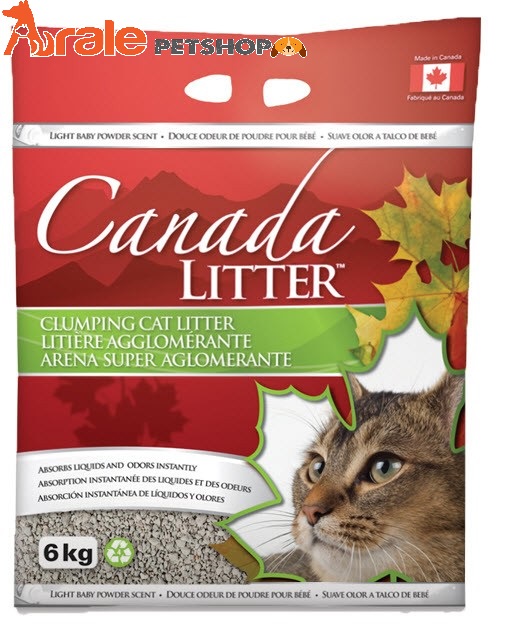 Arale PETSHOP
Made in Canada
Fabriqué au Canada
LIGHT BABY POWDER SCENT • DOUCE ODEUR DE POUDRE POUR BÉBÉ • SUAVE OLOR A TALCO DE BEBÉ
Canada
LITTER™
CLUMPING CAT LITTER
LITIÈRE AGGLOMÉRANTE
ARENA SUPER AGLOMERANTE
ABSORBS LIQUIDS AND ODORS INSTANTLY
ABSORPTION INSTANTANÉE DES LIQUIDES ET DES ODEURS
ABSORCIÓN INSTANTÁNEA DE LÍQUIDOS Y OLORES
6 kg
LIGHT BABY POWDER SCENT • DOUCE ODEUR DE POUDRE POUR BÉBÉ • SUAVE OLOR A TALCO DE BEBÉ